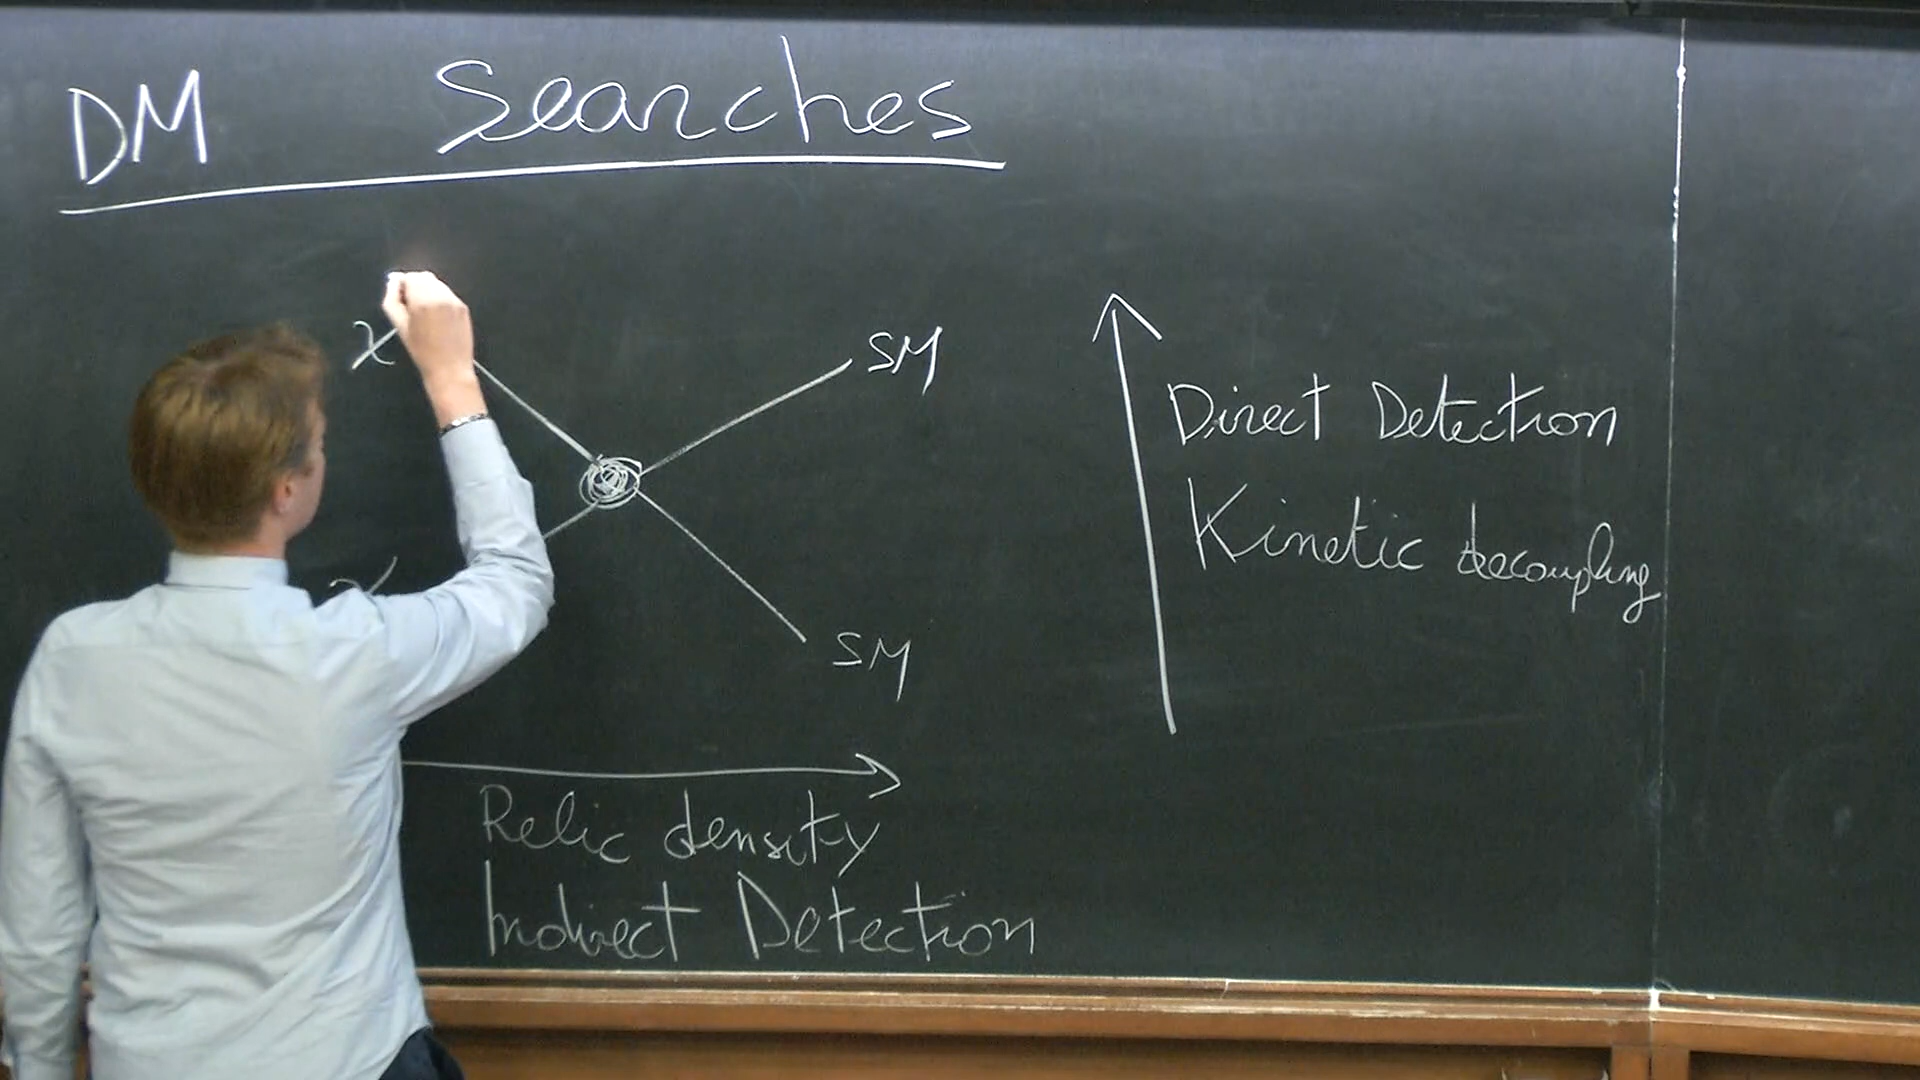 DM Searches
χ
SM
Direct Detection
Kinetic decoupling
χ
SM
Relic density
Indirect Detection